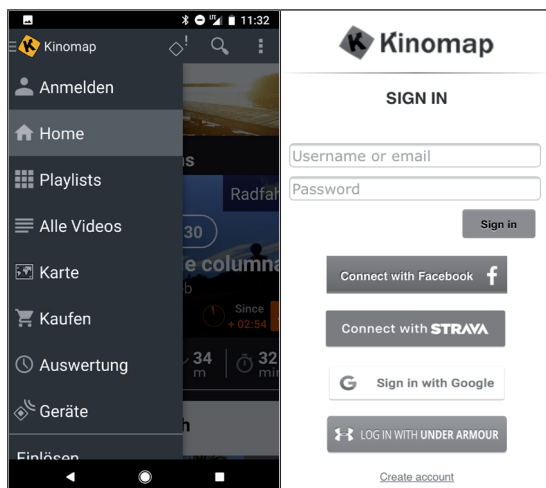 11:32
Kinomap
Anmelden
Home
Playlists
Alle Videos
Karte
Kaufen
Auswertung
Geräte
Einlösen
Radfah
30
e columna
b
Since
+ 02:54
34
m
32
min
h
Kinomap
SIGN IN
Username or email
Password
Sign in
Connect with Facebook
Connect with STRAVA
Sign in with Google
LOG IN WITH UNDER ARMOUR
Create account